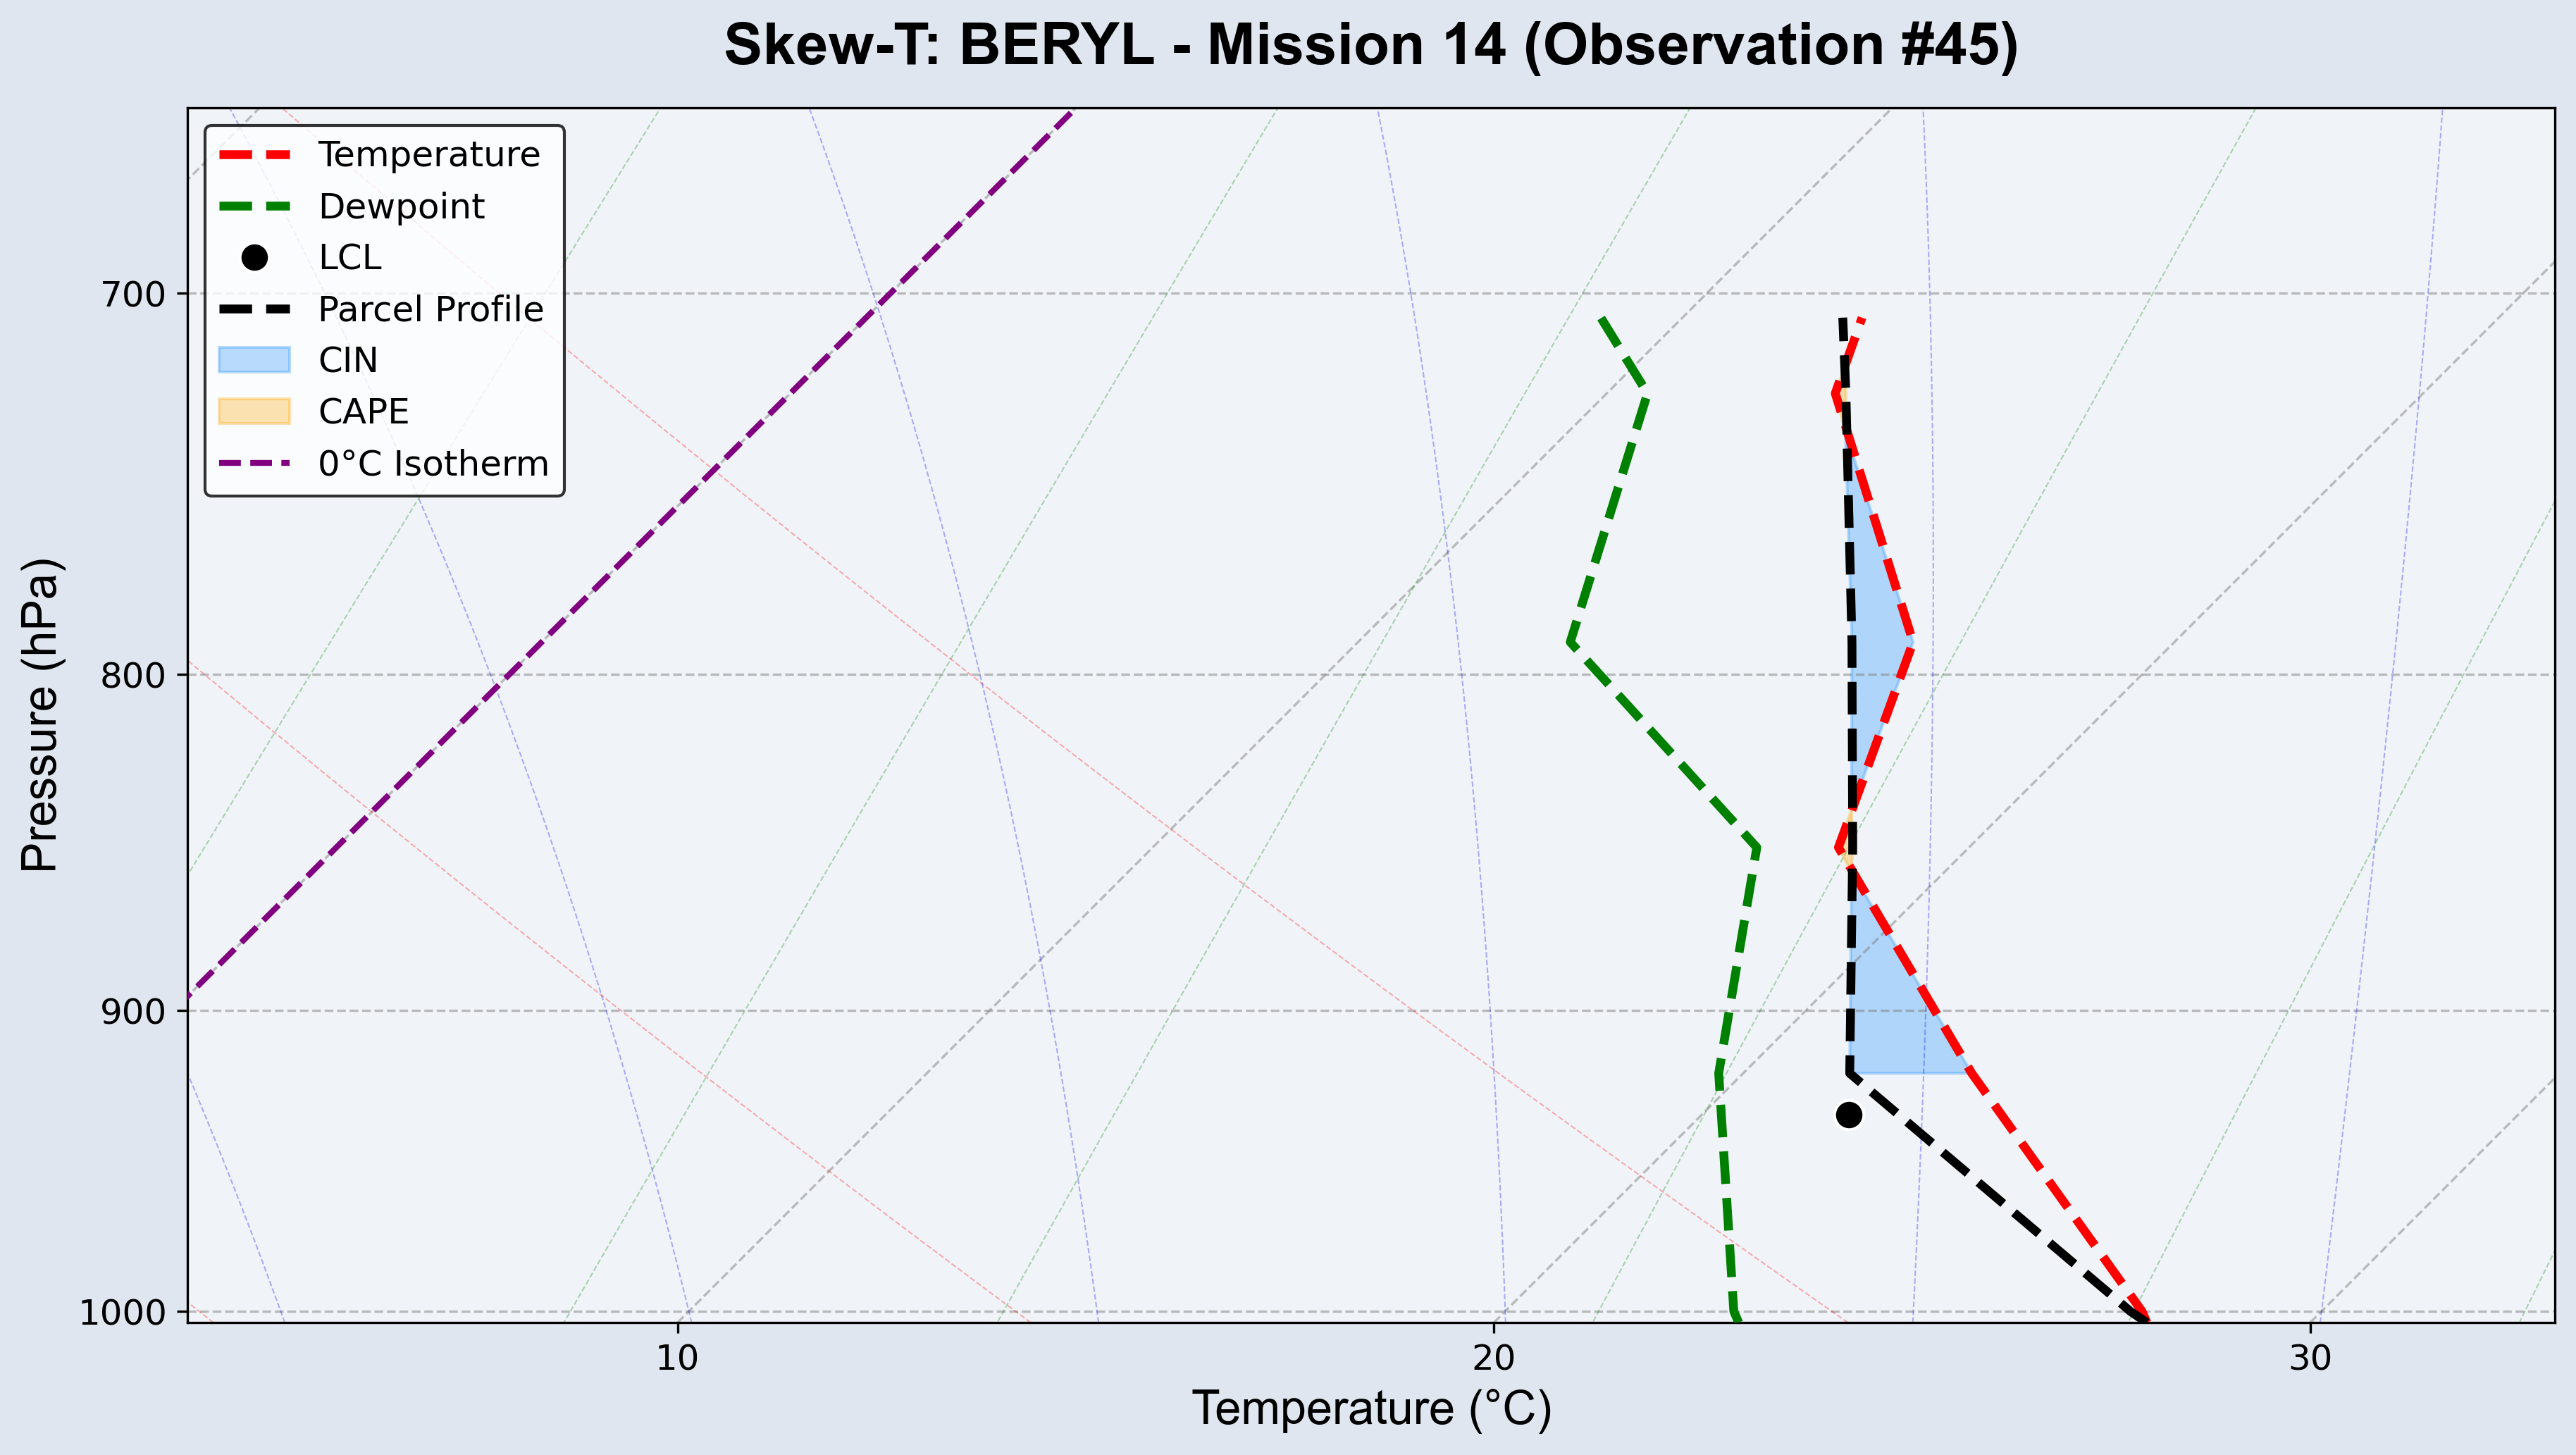 Skew-T: BERYL - Mission 14 (Observation #45)
Temperature
Dewpoint
LCL
Parcel Profile
CIN
CAPE
0°C Isotherm
Pressure (hPa)
700
800
900
1000
10
20
30
Temperature (°C)